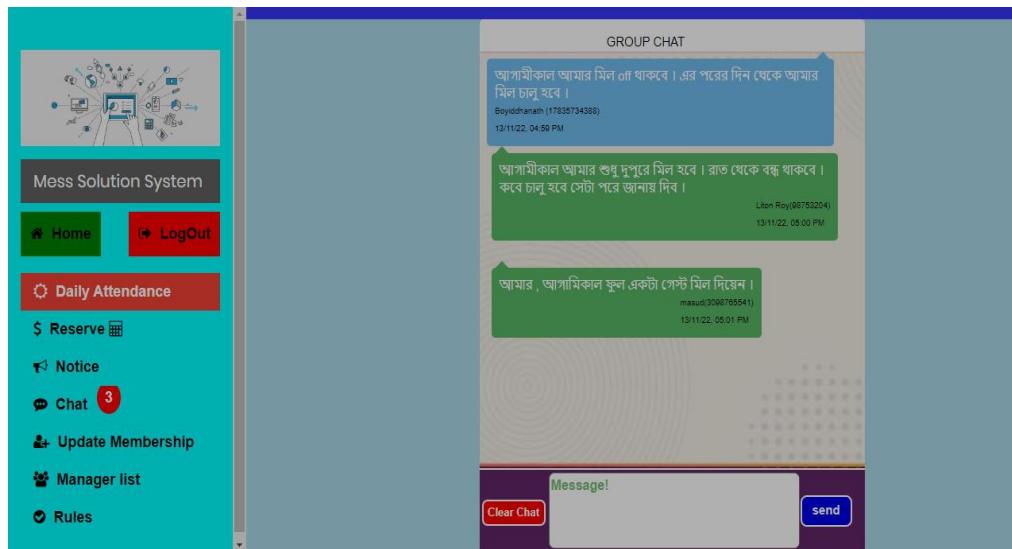 Mess Solution System
Home
LogOut
Daily Attendance
$ Reserve
Notice
Chat 3
Update Membership
Manager list
Rules
GROUP CHAT
আগামীকাল আমার মিল off থাকবে। এর পরের দিন থেকে আমার
মিল চালু হবে।
Boyiddhanath (17835734388)
13/11/22, 04:59 PM
আগামীকাল আমার শুধু দুপুরে মিল হবে। রাত থেকে বন্ধ থাকবে।
কবে চালু হবে সেটা পরে জানায় দিব।
Liton Roy(98753204)
13/11/22, 05:00 PM
আমার , আগামিকাল ফুল একটা গেস্ট মিল দিয়েন।
masud(3098765541)
13/11/22, 05:01 PM
Message!
Clear Chat
send